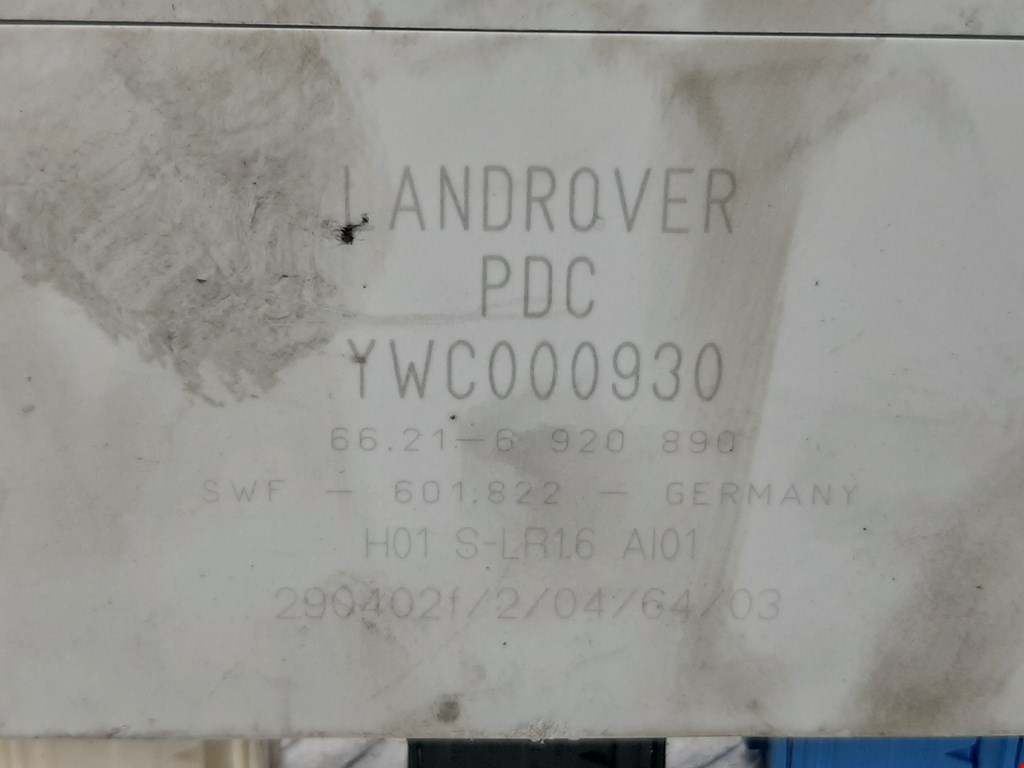 LANDROVER
PDC
YWC000930
66.21-6 920 890
SWF - 601.822 - GERMANY
H01 S-LR1.6 AI01
290402f/2/04/64/03